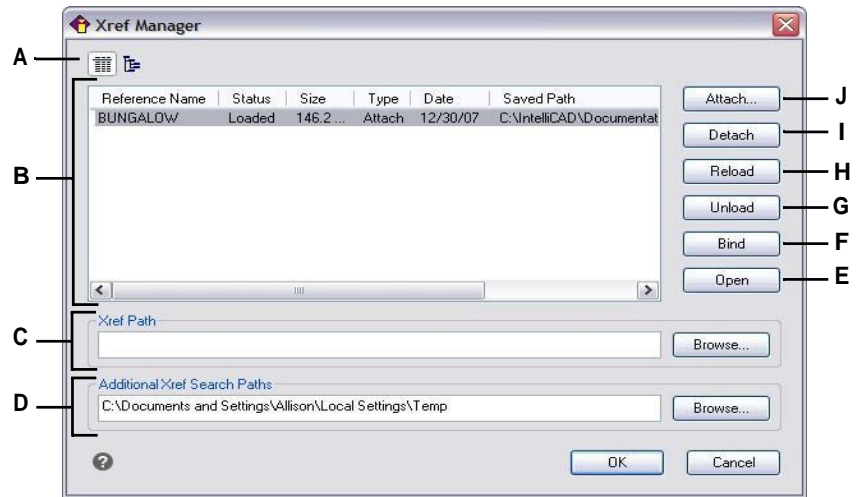 Xref Manager
A
Reference Name Status Size Type Date Saved Path
BUNGALOW Loaded 146.2 ... Attach 12/30/07 C:\IntelliCAD\Documentat
B
Attach... J
Detach I
Reload H
Unload G
Bind F
Open E
C
Xref Path
Browse...
D
Additional Xref Search Paths
C:\Documents and Settings\Allison\Local Settings\Temp
Browse...
?
OK Cancel